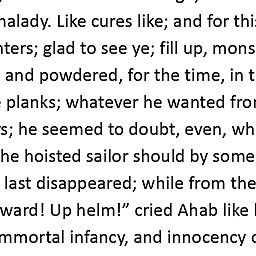 malady. Like cures like; and for this
nters; glad to see ye; fill up, mons
and powdered, for the time, in t
planks; whatever he wanted from
s; he seemed to doubt, even, wh
he hoisted sailor should by some
last disappeared; while from the
ward! Up helm!” cried Ahab like
mmortal infancy, and innocency